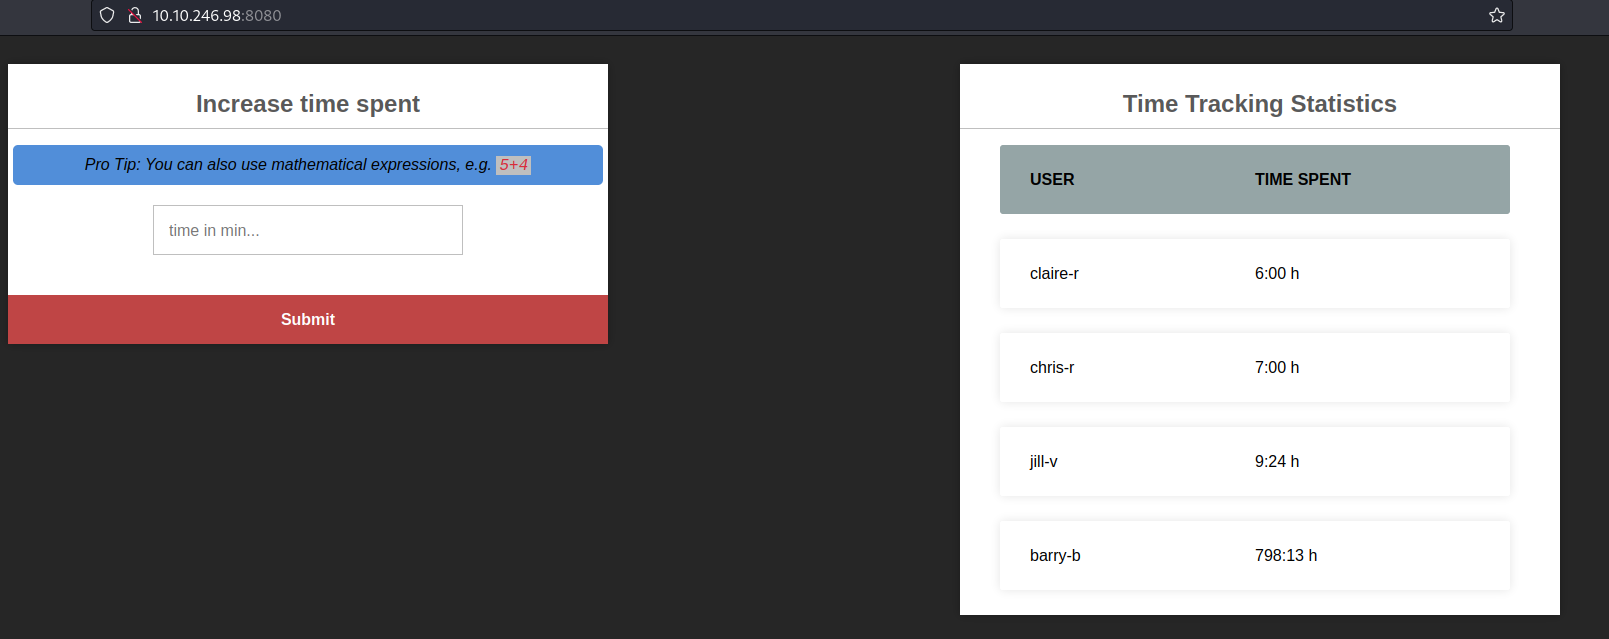 10.10.246.98:8080
Increase time spent
Pro Tip: You can also use mathematical expressions, e.g. 5+4
time in min...
Submit
Time Tracking Statistics
USER TIME SPENT
claire-r 6:00 h
chris-r 7:00 h
jill-v 9:24 h
barry-b 798:13 h